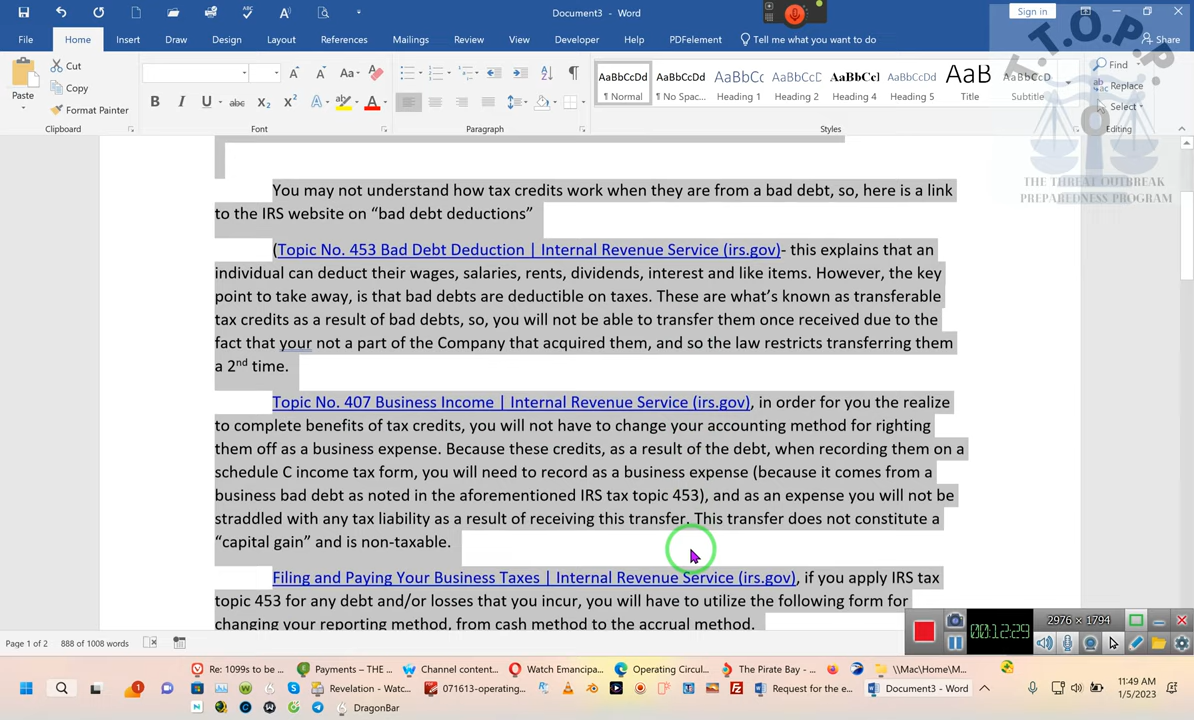 Document3 - Word
Sign in
File
Home
Insert
Draw
Design
Layout
References
Mailings
Review
View
Developer
Help
PDFelement
Tell me what you want to do
Share
Paste
Cut
Copy
Format Painter
Clipboard
Font
Paragraph
AaBbCcDd
¶ Normal
AaBbCcDd
¶ No Spac...
AaBbCc
Heading 1
AaBbCcD
Heading 2
AaBbCcl
Heading 4
AaBbCcDd
Heading 5
AaB
Title
AaBbCcD
Subtitle
Styles
Find
Replace
Select
Editing
T.T.O.P.P.
THE THREAT OUTBREAK
PREPAREDNESS PROGRAM
You may not understand how tax credits work when they are from a bad debt, so, here is a link
to the IRS website on “bad debt deductions”
(Topic No. 453 Bad Debt Deduction | Internal Revenue Service (irs.gov)- this explains that an
individual can deduct their wages, salaries, rents, dividends, interest and like items. However, the key
point to take away, is that bad debts are deductible on taxes. These are what’s known as transferable
tax credits as a result of bad debts, so, you will not be able to transfer them once received due to the
fact that your not a part of the Company that acquired them, and so the law restricts transferring them
a 2nd time.
Topic No. 407 Business Income | Internal Revenue Service (irs.gov), in order for you the realize
to complete benefits of tax credits, you will not have to change your accounting method for righting
them off as a business expense. Because these credits, as a result of the debt, when recording them on a
schedule C income tax form, you will need to record as a business expense (because it comes from a
business bad debt as noted in the aforementioned IRS tax topic 453), and as an expense you will not be
straddled with any tax liability as a result of receiving this transfer. This transfer does not constitute a
“capital gain” and is non-taxable.
Filing and Paying Your Business Taxes | Internal Revenue Service (irs.gov), if you apply IRS tax
topic 453 for any debt and/or losses that you incur, you will have to utilize the following form for
changing your reporting method, from cash method to the accrual method.
00:12:29
2976 × 1794
Page 1 of 2
888 of 1008 words
Re: 1099s to be ...
Payments – THE ...
Channel content...
Watch Emancipa...
Operating Circul...
The Pirate Bay - ...
\\Mac\Home\M...
Revelation - Watc...
071613-operating...
Request for the e...
Document3 - Word
DragonBar
11:49 AM
1/5/2023